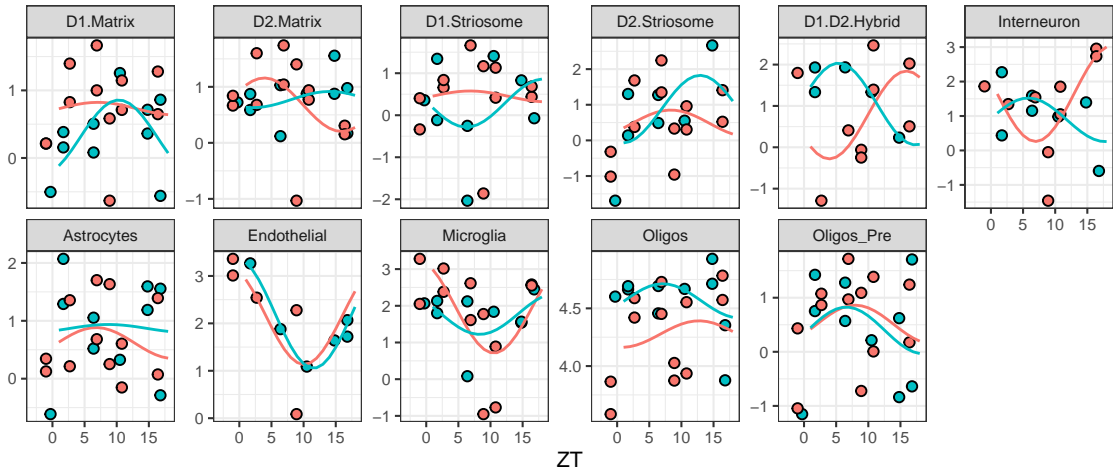 D1.Matrix D2.Matrix D1.Striosome D2.Striosome D1.D2.Hybrid Interneuron
1 0
1 0 −1
1 0 −1 −2
2 1 0 −1
2 1 0 −1
3 2 1 0 −1
0 5 10 15
Astrocytes Endothelial Microglia Oligos Oligos_Pre
2 1 0
3 2 1 0
3 2 1 0 −1
4.5 4.0
1 0 −1
0 5 10 15 0 5 10 15 0 5 10 15 0 5 10 15 0 5 10 15
ZT